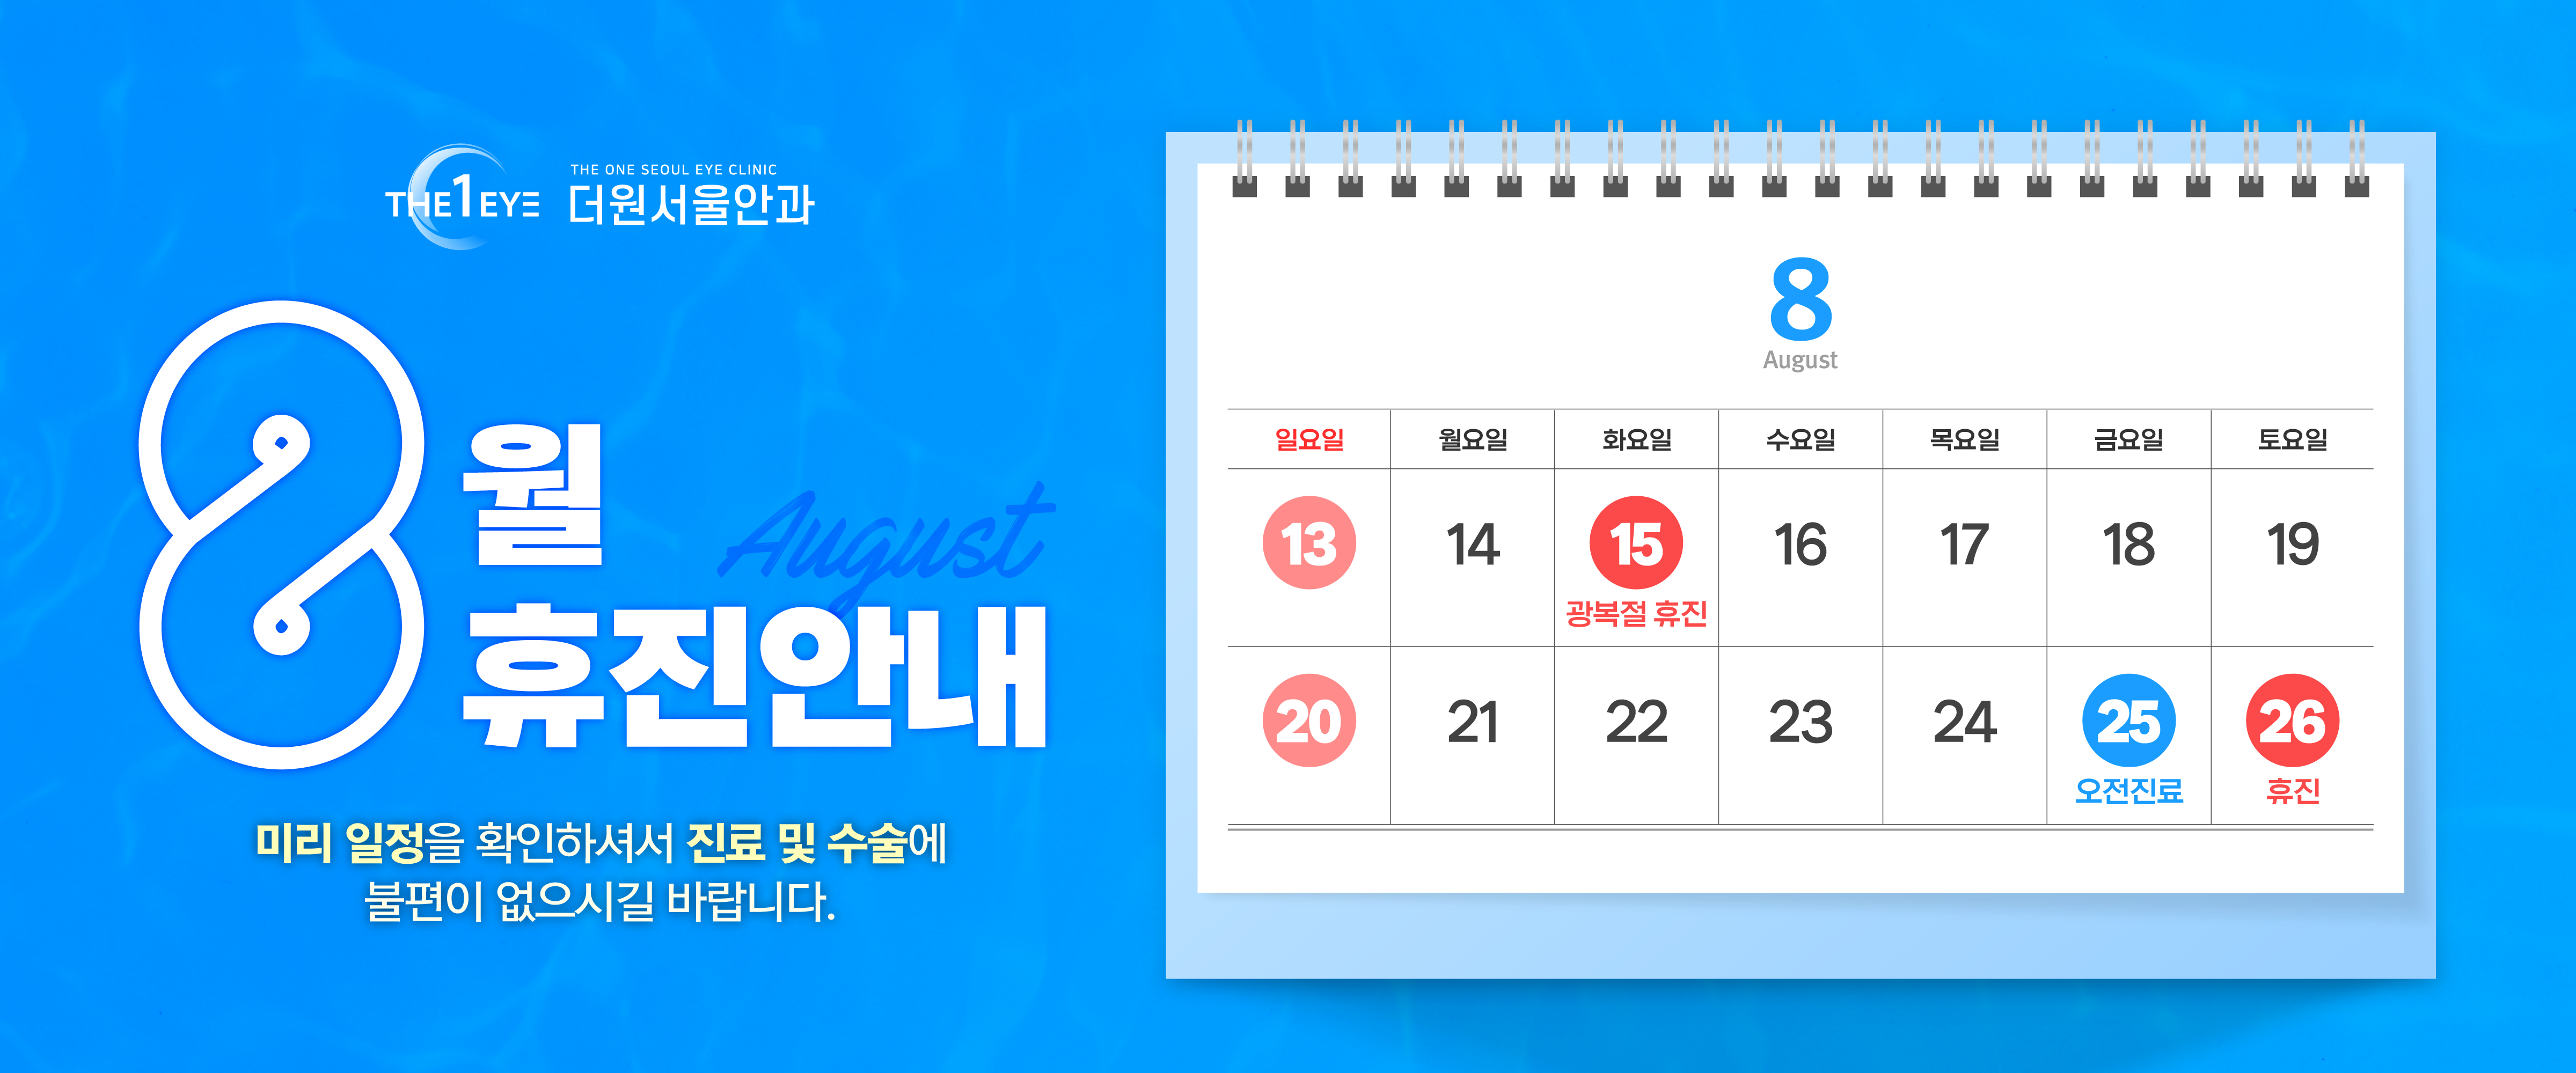 THE1EYE
THE ONE SEOUL EYE CLINIC
더원서울안과
8월
August
휴진안내
미리 일정을 확인하셔서 진료 및 수술에
불편이 없으시길 바랍니다.
8
August
일요일 월요일 화요일 수요일 목요일 금요일 토요일
13 14 15 16 17 18 19
광복절 휴진
20 21 22 23 24 25 26
오전진료 휴진